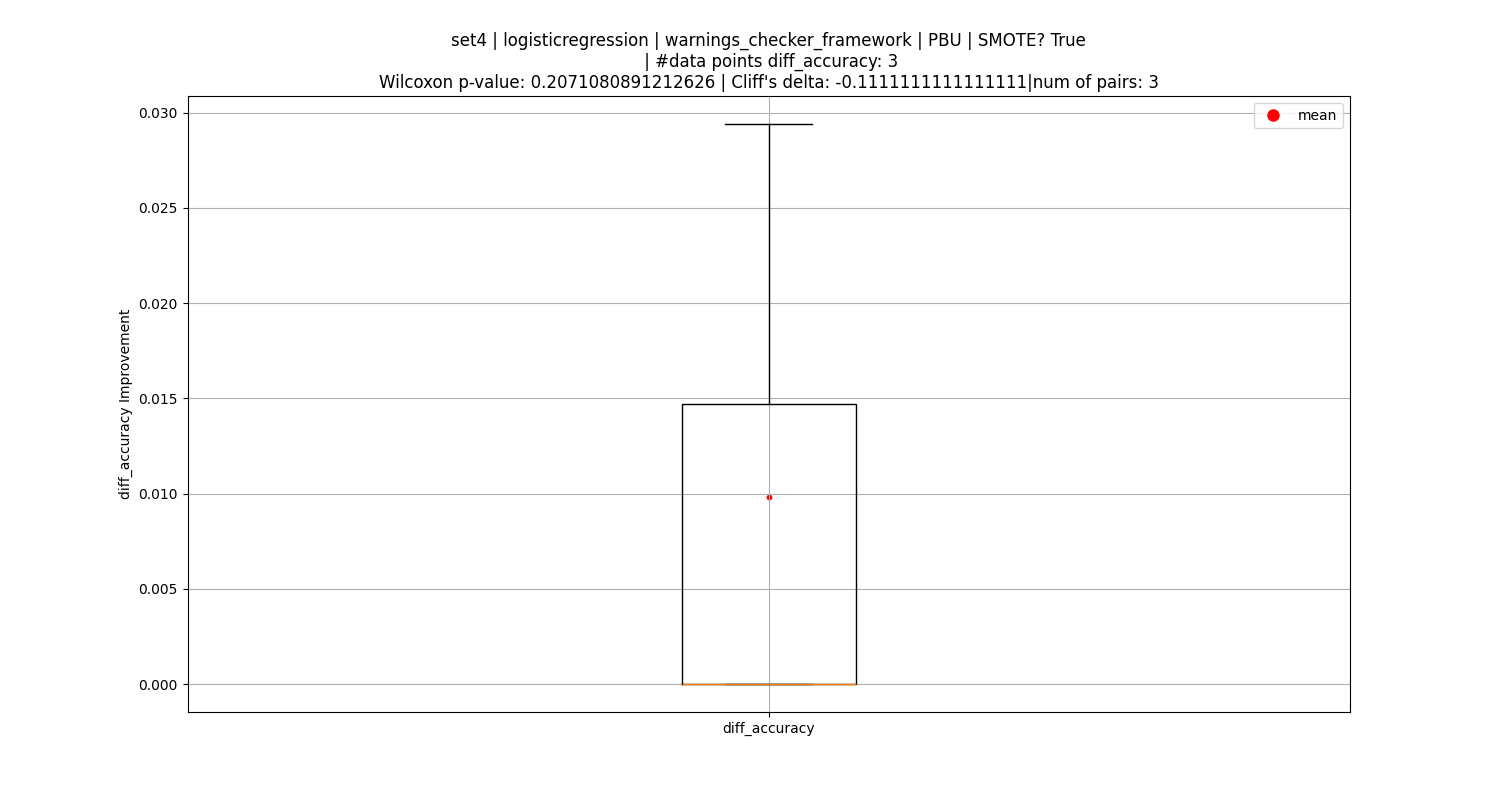 set4 | logisticregression | warnings_checker_framework | PBU | SMOTE? True
| #data points diff_accuracy: 3
Wilcoxon p-value: 0.2071080891212626 | Cliff's delta: -0.1111111111111111|num of pairs: 3
mean
0.030
0.025
0.020
0.015
0.010
0.005
0.000
diff_accuracy Improvement
diff_accuracy